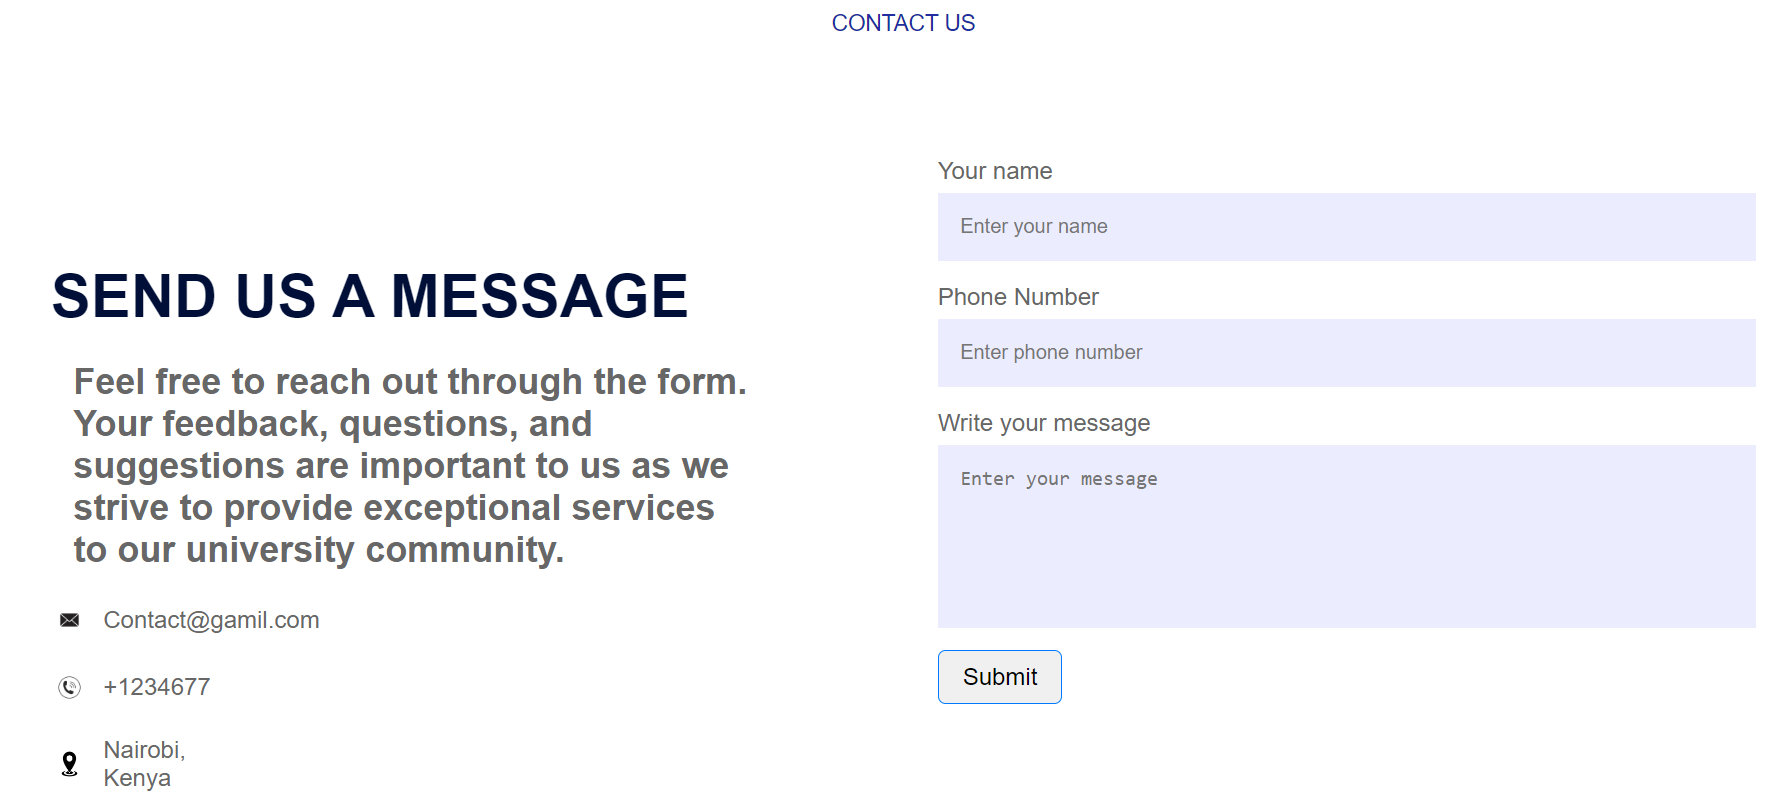 CONTACT US
SEND US A MESSAGE
Feel free to reach out through the form.
Your feedback, questions, and
suggestions are important to us as we
strive to provide exceptional services
to our university community.
Contact@gamil.com
+1234677
Nairobi,
Kenya
Your name
Enter your name
Phone Number
Enter phone number
Write your message
Enter your message
Submit